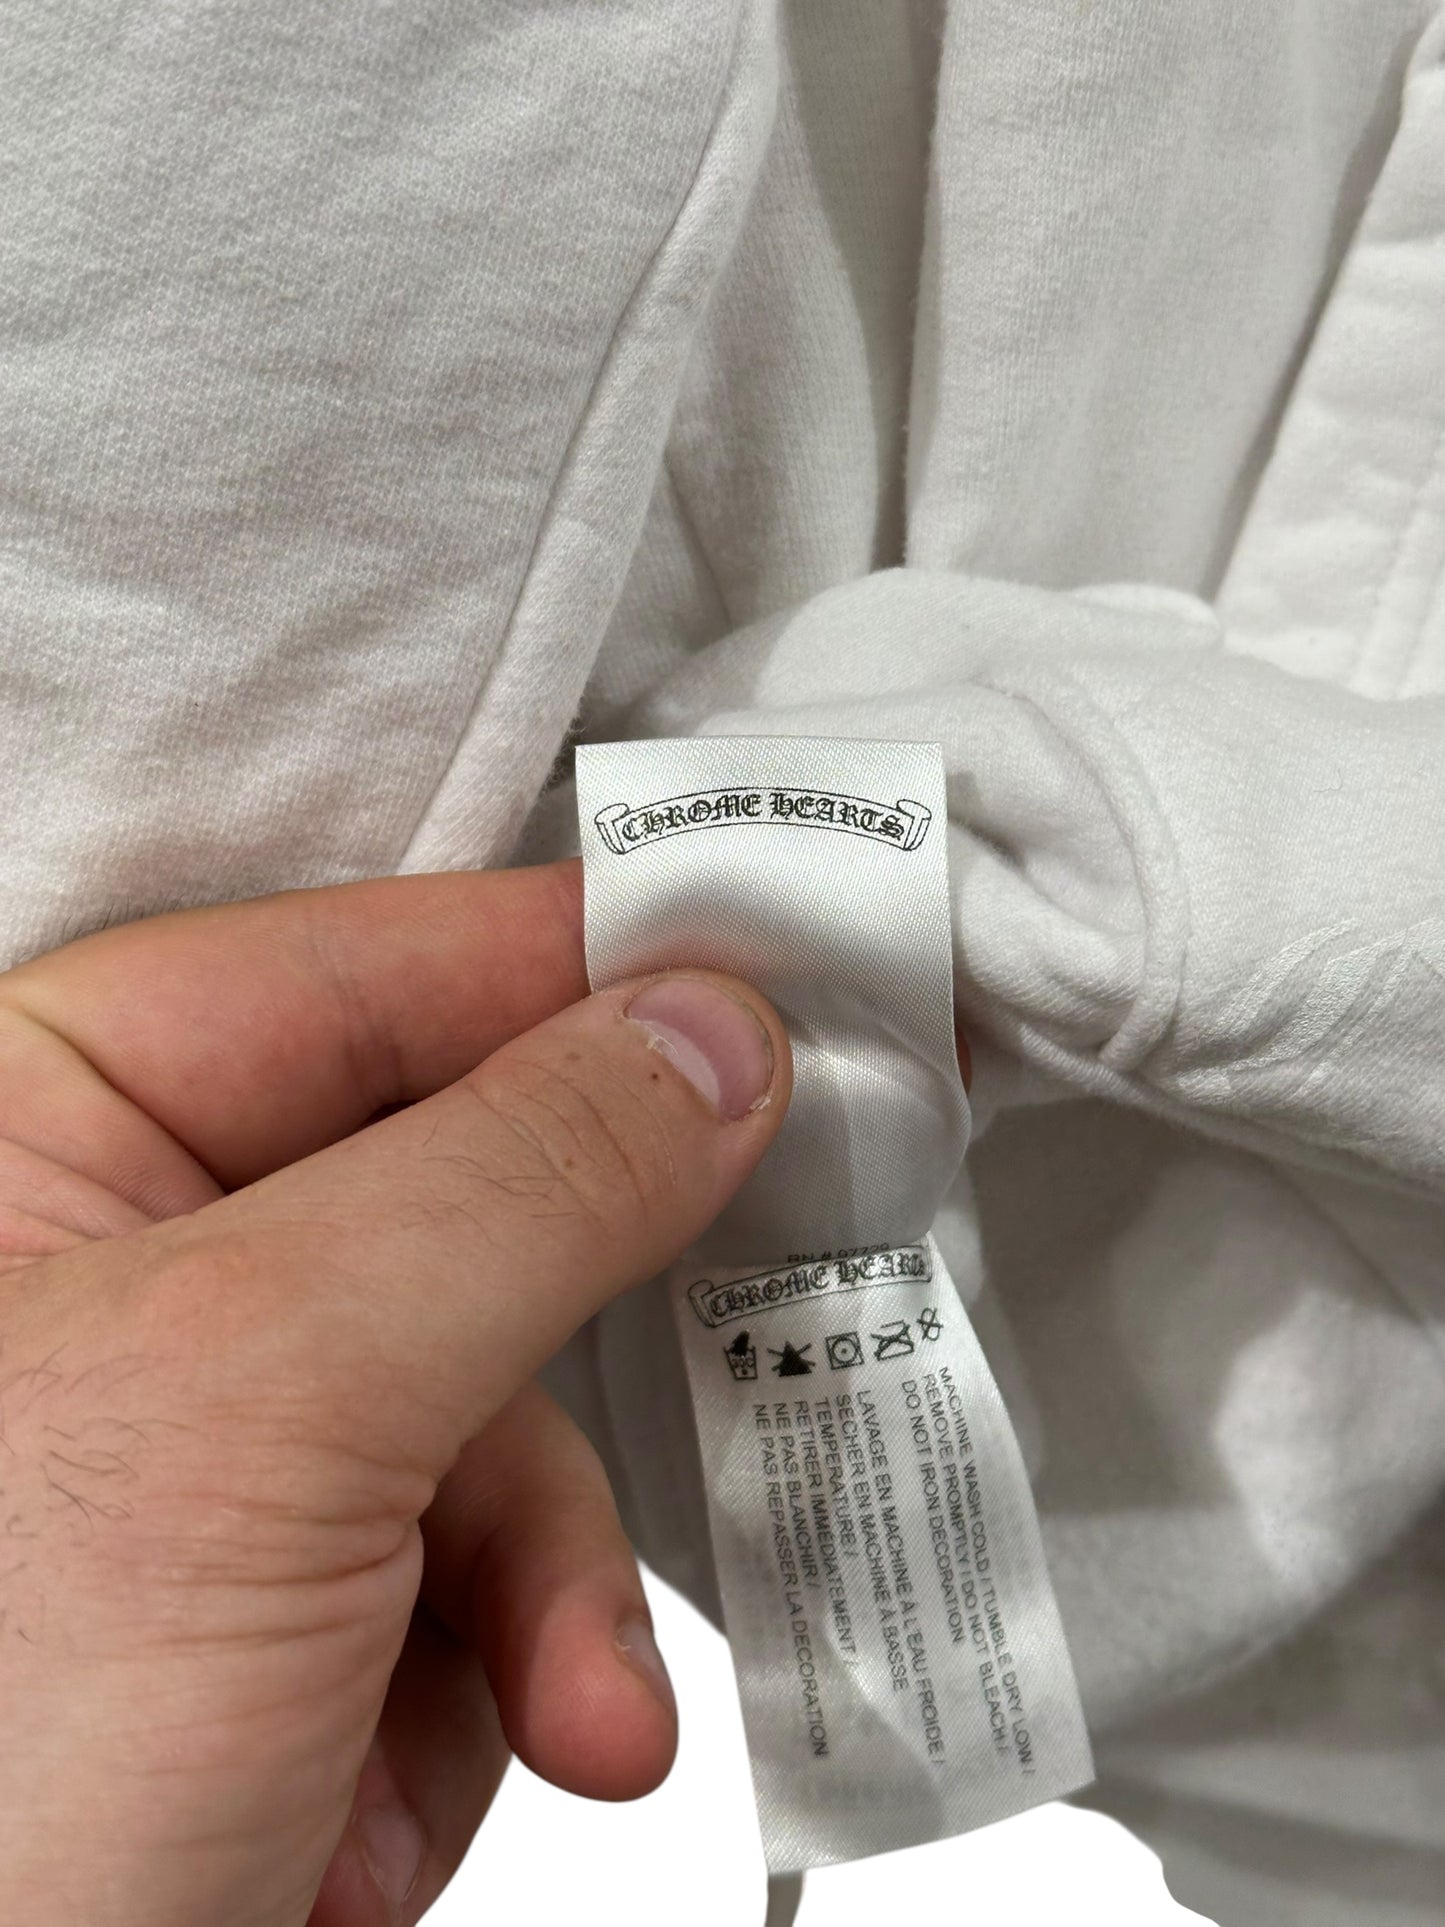 CHROME HEARTS
RN # 97729
CHROME HEARTS
MACHINE WASH COLD / TUMBLE DRY LOW /
REMOVE PROMPTLY / DO NOT BLEACH /
DO NOT IRON DECORATION
LAVAGE EN MACHINE À L'EAU FROIDE /
SECHER EN MACHINE À BASSE
TEMPERATURE /
RETIRER IMMÉDIATEMENT /
NE PAS BLANCHIR /
NE PAS REPASSER LA DECORATION